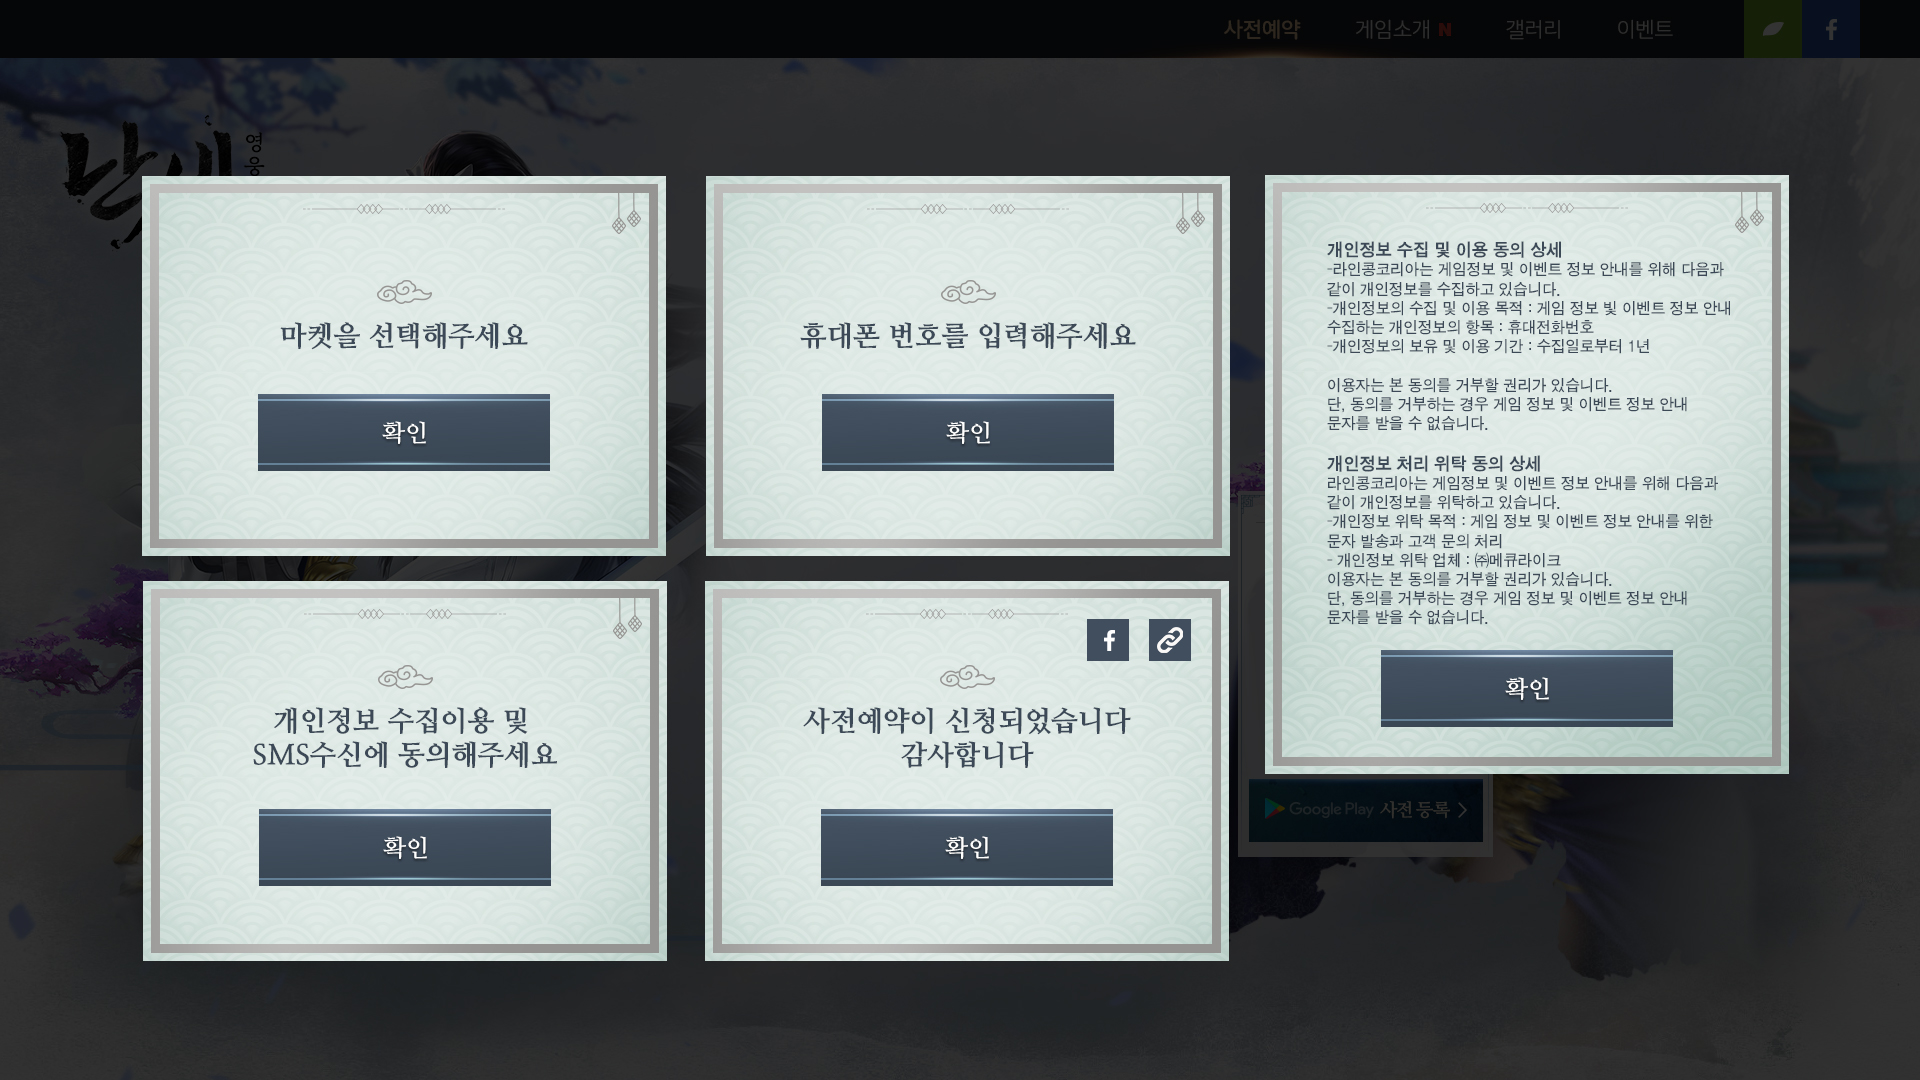 사전예약 게임소개 N 갤러리 이벤트
낭만 영웅
마켓을 선택해주세요
확인
휴대폰 번호를 입력해주세요
확인
개인정보 수집이용 및
SMS수신에 동의해주세요
확인
사전예약이 신청되었습니다
감사합니다
확인
개인정보 수집 및 이용 동의 상세
-라인콩코리아는 게임정보 및 이벤트 정보 안내를 위해 다음과
같이 개인정보를 수집하고 있습니다.
-개인정보의 수집 및 이용 목적 : 게임 정보 빛 이벤트 정보 안내
수집하는 개인정보의 항목 : 휴대전화번호
-개인정보의 보유 및 이용 기간 : 수집일로부터 1년
이용자는 본 동의를 거부할 권리가 있습니다.
단, 동의를 거부하는 경우 게임 정보 및 이벤트 정보 안내
문자를 받을 수 없습니다.
개인정보 처리 위탁 동의 상세
라인콩코리아는 게임정보 및 이벤트 정보 안내를 위해 다음과
같이 개인정보를 위탁하고 있습니다.
-개인정보 위탁 목적 : 게임 정보 및 이벤트 정보 안내를 위한
문자 발송과 고객 문의 처리
- 개인정보 위탁 업체 : ㈜메큐라이크
이용자는 본 동의를 거부할 권리가 있습니다.
단, 동의를 거부하는 경우 게임 정보 및 이벤트 정보 안내
문자를 받을 수 없습니다.
확인
Google Play 사전 등록